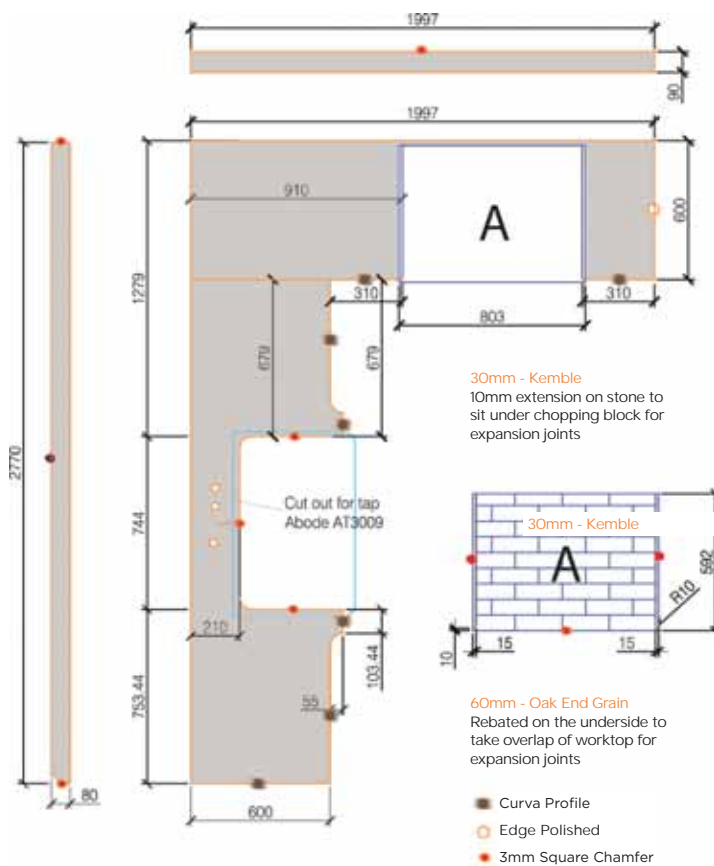 1997
90
1997
910
A
600
1279
310
310
803
679
679
30mm - Kemble
10mm extension on stone to
sit under chopping block for
expansion joints
2770
744
Cut out for tap
Abode AT3009
30mm - Kemble
A
592
R10
210
10
15
15
103.44
753.44
55
60mm - Oak End Grain
Rebated on the underside to
take overlap of worktop for
expansion joints
80
600
Curva Profile
Edge Polished
3mm Square Chamfer